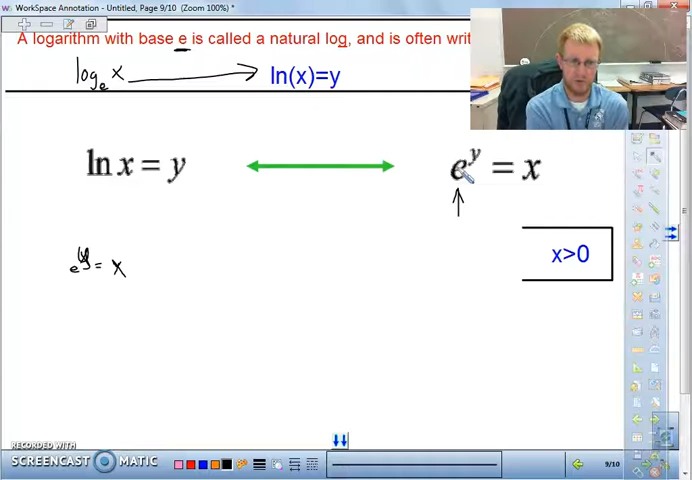 WorkSpace Annotation - Untitled, Page 9/10 (Zoom 100%) *
A logarithm with base e is called a natural log, and is often writ
logₑ x ln(x)=y
ln x = y e^y = x
x>0
e^y = x
RECORDED WITH
SCREENCAST MATIC
9/10